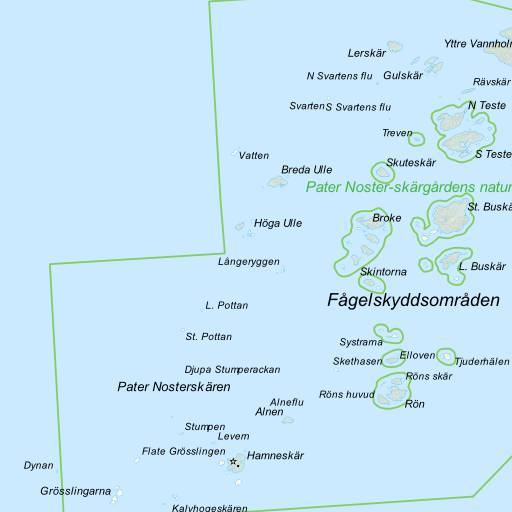 Yttre Vannholm
Lerskär
N Svartens flu
Gulskär
Rävskär
Svarten
S Svartens flu
N Teste
Treven
Vatten
S Teste
Skuteskär
Breda Ulle
Pater Noster-skärgårdens natur
St. Buskä
Broke
Höga Ulle
Långeryggen
L. Buskär
Skintorna
Fågelskyddsområden
L. Pottan
St. Pottan
Systrarna
Elloven
Skethasen
Tjuderhälen
Djupa Stumperackan
Röns skär
Pater Nosterskären
Röns huvud
Rön
Alneflu
Alnen
Stumpen
Levern
Flate Grösslingen
Hamneskär
Dynan
Grösslingarna
Kalvhogeskären